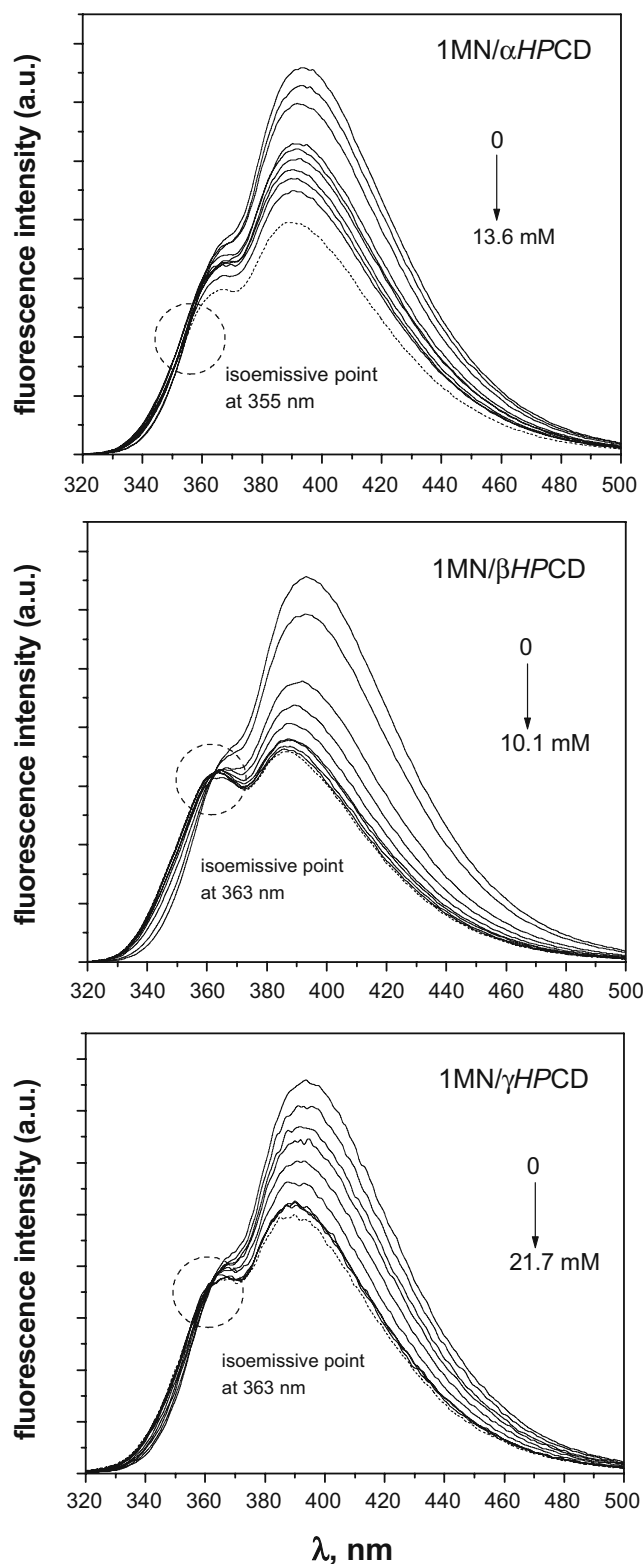 1MN/αHPCD
fluorescence intensity (a.u.)
0
13.6 mM
isoemissive point
at 355 nm
320 340 360 380 400 420 440 460 480 500
1MN/βHPCD
fluorescence intensity (a.u.)
0
10.1 mM
isoemissive point
at 363 nm
320 340 360 380 400 420 440 460 480 500
1MN/γHPCD
fluorescence intensity (a.u.)
0
21.7 mM
isoemissive point
at 363 nm
320 340 360 380 400 420 440 460 480 500
λ, nm